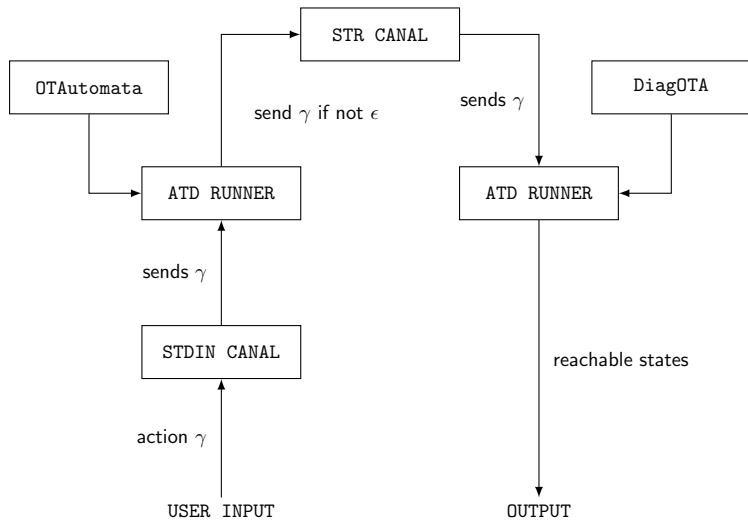 STR CANAL
OTAutomata
DiagOTA
send γ if not ϵ
sends γ
ATD RUNNER
ATD RUNNER
sends γ
STDIN CANAL
reachable states
action γ
USER INPUT
OUTPUT